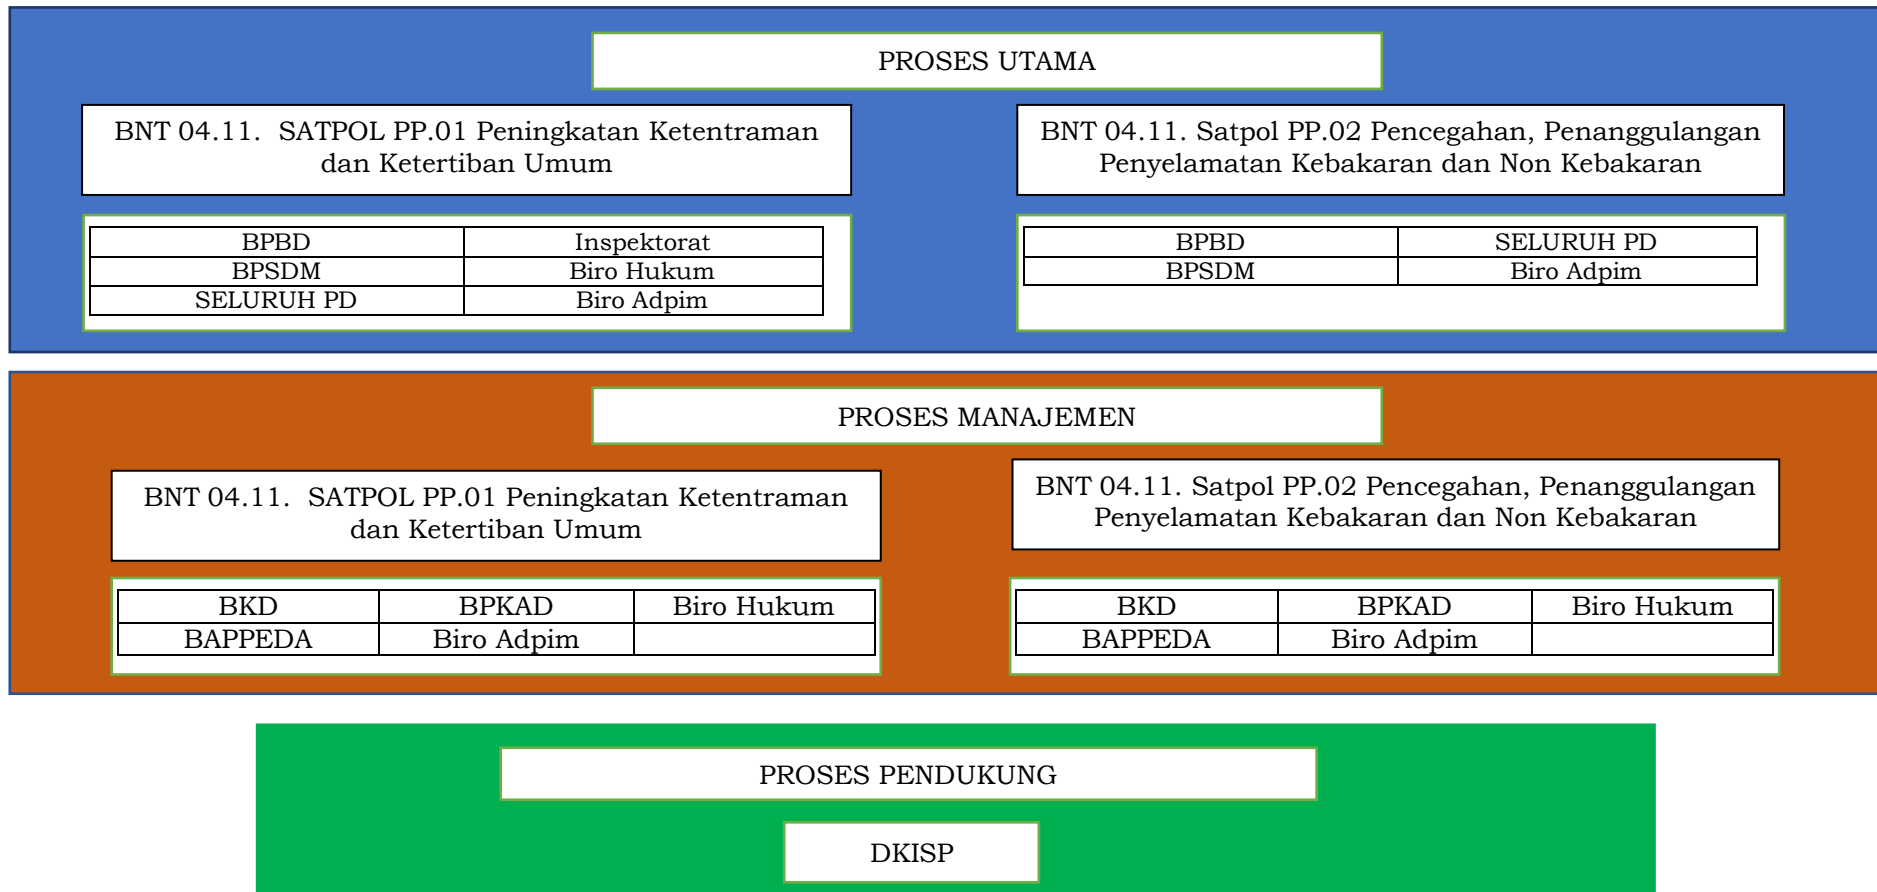 PROSES UTAMA
BNT 04.11.  SATPOL PP.01 Peningkatan Ketentraman
dan Ketertiban Umum
BPBD Inspektorat
BPSDM Biro Hukum
SELURUH PD Biro Adpim
BNT 04.11. Satpol PP.02 Pencegahan, Penanggulangan
Penyelamatan Kebakaran dan Non Kebakaran
BPBD SELURUH PD
BPSDM Biro Adpim
PROSES MANAJEMEN
BNT 04.11.  SATPOL PP.01 Peningkatan Ketentraman
dan Ketertiban Umum
BKD BPKAD Biro Hukum
BAPPEDA Biro Adpim
BNT 04.11. Satpol PP.02 Pencegahan, Penanggulangan
Penyelamatan Kebakaran dan Non Kebakaran
BKD BPKAD Biro Hukum
BAPPEDA Biro Adpim
PROSES PENDUKUNG
DKISP